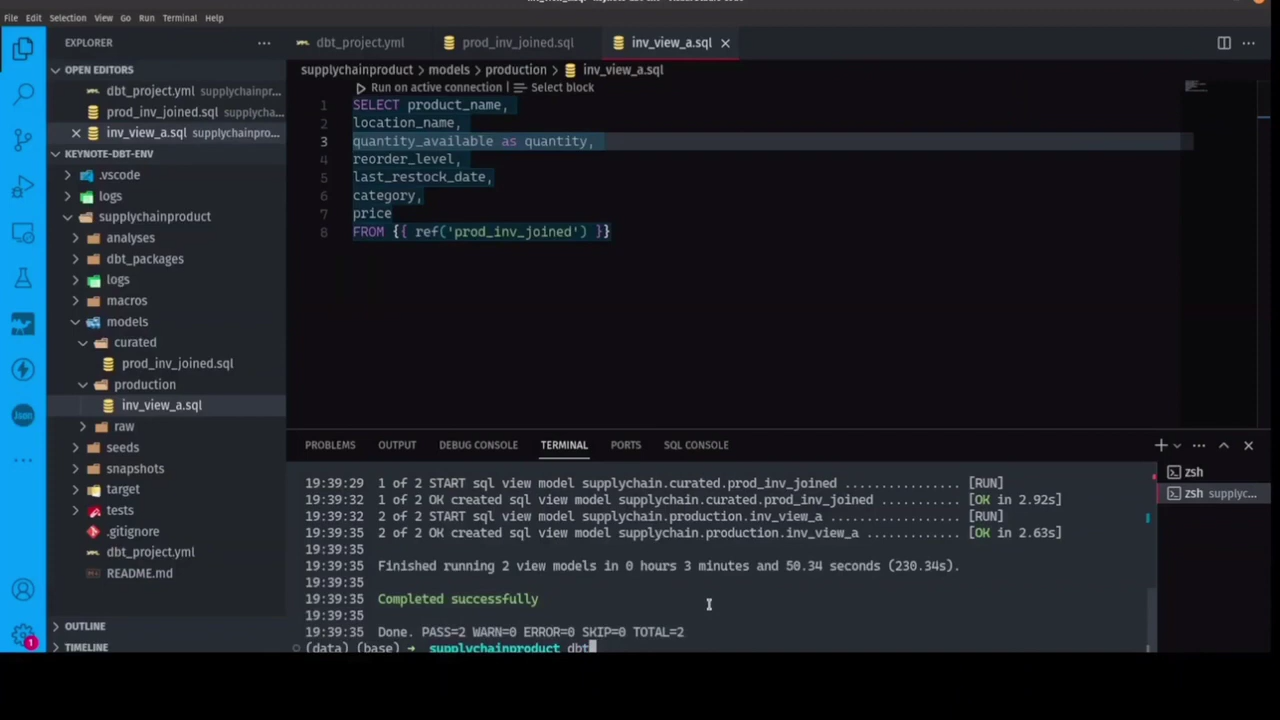 File Edit Selection View Go Run Terminal Help
EXPLORER
OPEN EDITORS
dbt_project.yml supplychainpr...
prod_inv_joined.sql supplycha...
inv_view_a.sql supplychainpro...
KEYNOTE-DBT-ENV
.vscode
logs
supplychainproduct
analyses
dbt_packages
logs
macros
models
curated
prod_inv_joined.sql
production
inv_view_a.sql
raw
seeds
snapshots
target
tests
.gitignore
dbt_project.yml
README.md
OUTLINE
TIMELINE
Json
1
dbt_project.yml prod_inv_joined.sql inv_view_a.sql
supplychainproduct > models > production > inv_view_a.sql
Run on active connection | Select block
1 SELECT product_name,
2 location_name,
3 quantity_available as quantity,
4 reorder_level,
5 last_restock_date,
6 category,
7 price
8 FROM {{ ref('prod_inv_joined') }}
PROBLEMS OUTPUT DEBUG CONSOLE TERMINAL PORTS SQL CONSOLE
19:39:29 1 of 2 START sql view model supplychain.curated.prod_inv_joined ................ [RUN]
19:39:32 1 of 2 OK created sql view model supplychain.curated.prod_inv_joined ........... [OK in 2.92s]
19:39:32 2 of 2 START sql view model supplychain.production.inv_view_a .................. [RUN]
19:39:35 2 of 2 OK created sql view model supplychain.production.inv_view_a ............. [OK in 2.63s]
19:39:35
19:39:35 Finished running 2 view models in 0 hours 3 minutes and 50.34 seconds (230.34s).
19:39:35
19:39:35 Completed successfully
19:39:35
19:39:35 Done. PASS=2 WARN=0 ERROR=0 SKIP=0 TOTAL=2
(data) (base) → supplychainproduct dbt
zsh
zsh supplyc...